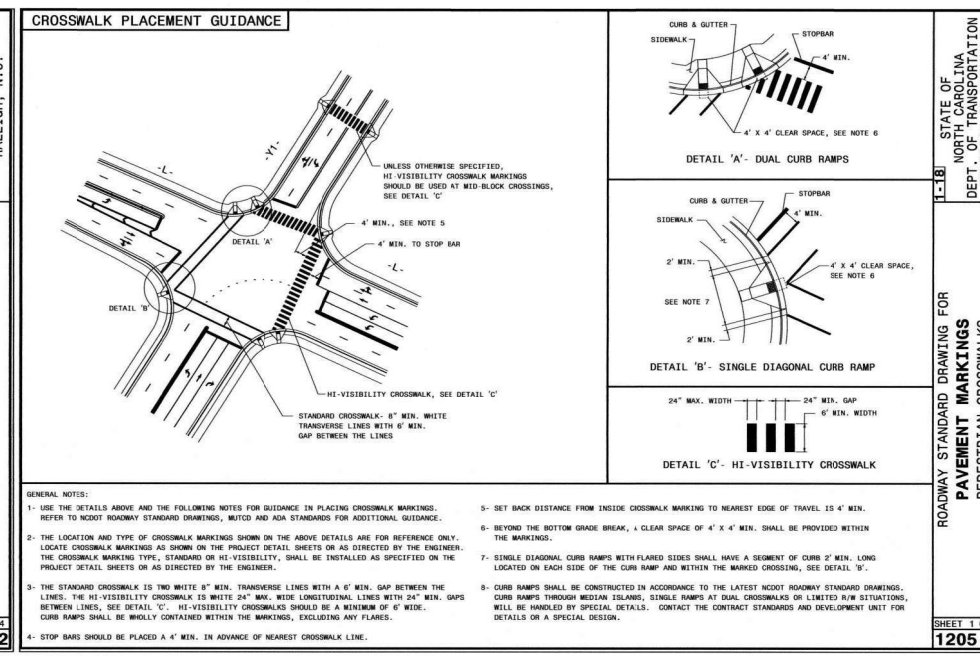 CROSSWALK PLACEMENT GUIDANCE
-L-
-Y1-
UNLESS OTHERWISE SPECIFIED,
HI-VISIBILITY CROSSWALK MARKINGS
SHOULD BE USED AT MID-BLOCK CROSSINGS,
SEE DETAIL 'C'
4' MIN., SEE NOTE 5
4' MIN. TO STOP BAR
DETAIL 'A'
-L-
DETAIL 'B'
HI-VISIBILITY CROSSWALK, SEE DETAIL 'C'
STANDARD CROSSWALK- 8" MIN. WHITE
TRANSVERSE LINES WITH 6' MIN.
GAP BETWEEN THE LINES
CURB & GUTTER
STOPBAR
SIDEWALK
4' MIN.
4' X 4' CLEAR SPACE, SEE NOTE 6
DETAIL 'A'- DUAL CURB RAMPS
CURB & GUTTER
STOPBAR
4' MIN.
SIDEWALK
2' MIN.
4' X 4' CLEAR SPACE,
SEE NOTE 6
SEE NOTE 7
2' MIN.
DETAIL 'B'- SINGLE DIAGONAL CURB RAMP
24" MAX. WIDTH
24" MIN. GAP
6' MIN. WIDTH
DETAIL 'C'- HI-VISIBILITY CROSSWALK
GENERAL NOTES:
1- USE THE DETAILS ABOVE AND THE FOLLOWING NOTES FOR GUIDANCE IN PLACING CROSSWALK MARKINGS.
REFER TO NCDOT ROADWAY STANDARD DRAWINGS, MUTCD AND ADA STANDARDS FOR ADDITIONAL GUIDANCE.
2- THE LOCATION AND TYPE OF CROSSWALK MARKINGS SHOWN ON THE ABOVE DETAILS ARE FOR REFERENCE ONLY.
LOCATE CROSSWALK MARKINGS AS SHOWN ON THE PROJECT DETAIL SHEETS OR AS DIRECTED BY THE ENGINEER.
THE CROSSWALK MARKING TYPE, STANDARD OR HI-VISIBILITY, SHALL BE INSTALLED AS SPECIFIED ON THE
PROJECT DETAIL SHEETS OR AS DIRECTED BY THE ENGINEER.
3- THE STANDARD CROSSWALK IS TWO WHITE 8" MIN. TRANSVERSE LINES WITH A 6' MIN. GAP BETWEEN THE
LINES. THE HI-VISIBILITY CROSSWALK IS WHITE 24" MAX. WIDE LONGITUDINAL LINES WITH 24" MIN. GAPS
BETWEEN LINES, SEE DETAIL 'C'. HI-VISIBILITY CROSSWALKS SHOULD BE A MINIMUM OF 6' WIDE.
CURB RAMPS SHALL BE WHOLLY CONTAINED WITHIN THE MARKINGS, EXCLUDING ANY FLARES.
4- STOP BARS SHOULD BE PLACED A 4' MIN. IN ADVANCE OF NEAREST CROSSWALK LINE.
5- SET BACK DISTANCE FROM INSIDE CROSSWALK MARKING TO NEAREST EDGE OF TRAVEL IS 4' MIN.
6- BEYOND THE BOTTOM GRADE BREAK, A CLEAR SPACE OF 4' X 4' MIN. SHALL BE PROVIDED WITHIN
THE MARKINGS.
7- SINGLE DIAGONAL CURB RAMPS WITH FLARED SIDES SHALL HAVE A SEGMENT OF CURB 2' MIN. LONG
LOCATED ON EACH SIDE OF THE CURB RAMP AND WITHIN THE MARKED CROSSING, SEE DETAIL 'B'.
8- CURB RAMPS SHALL BE CONSTRUCTED IN ACCORDANCE TO THE LATEST NCDOT ROADWAY STANDARD DRAWINGS.
CURB RAMPS THROUGH MEDIAN ISLANDS, SINGLE RAMPS AT DUAL CROSSWALKS OR LIMITED R/W SITUATIONS,
WILL BE HANDLED BY SPECIAL DETAILS. CONTACT THE CONTRACT STANDARDS AND DEVELOPMENT UNIT FOR
DETAILS OR A SPECIAL DESIGN.
STATE OF
NORTH CAROLINA
DEPT. OF TRANSPORTATION
1-18
ROADWAY STANDARD DRAWING FOR
PAVEMENT MARKINGS
SHEET 1
1205